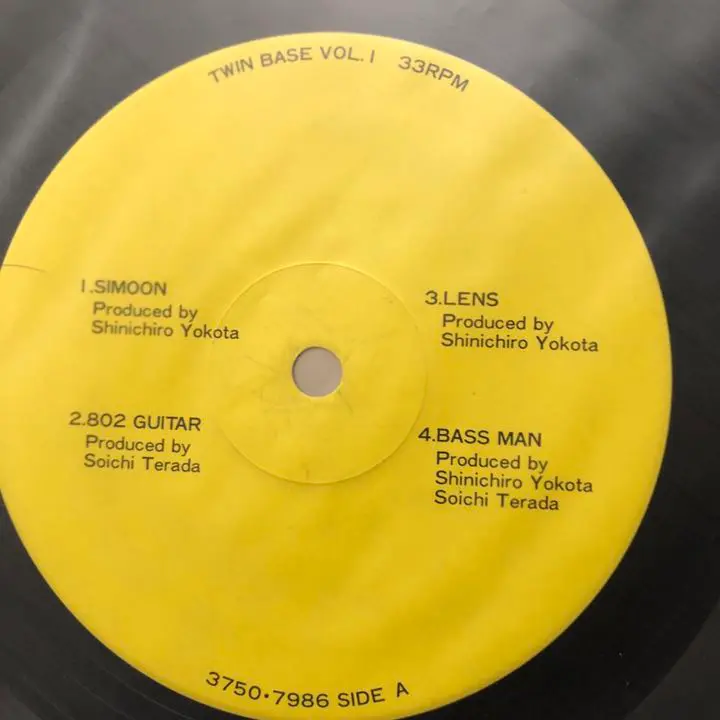 TWIN BASE VOL.1 33RPM
1.SIMOON
Produced by
Shinichiro Yokota
2.802 GUITAR
Produced by
Soichi Terada
3.LENS
Produced by
Shinichiro Yokota
4.BASS MAN
Produced by
Shinichiro Yokota
Soichi Terada
3750·7986 SIDE A